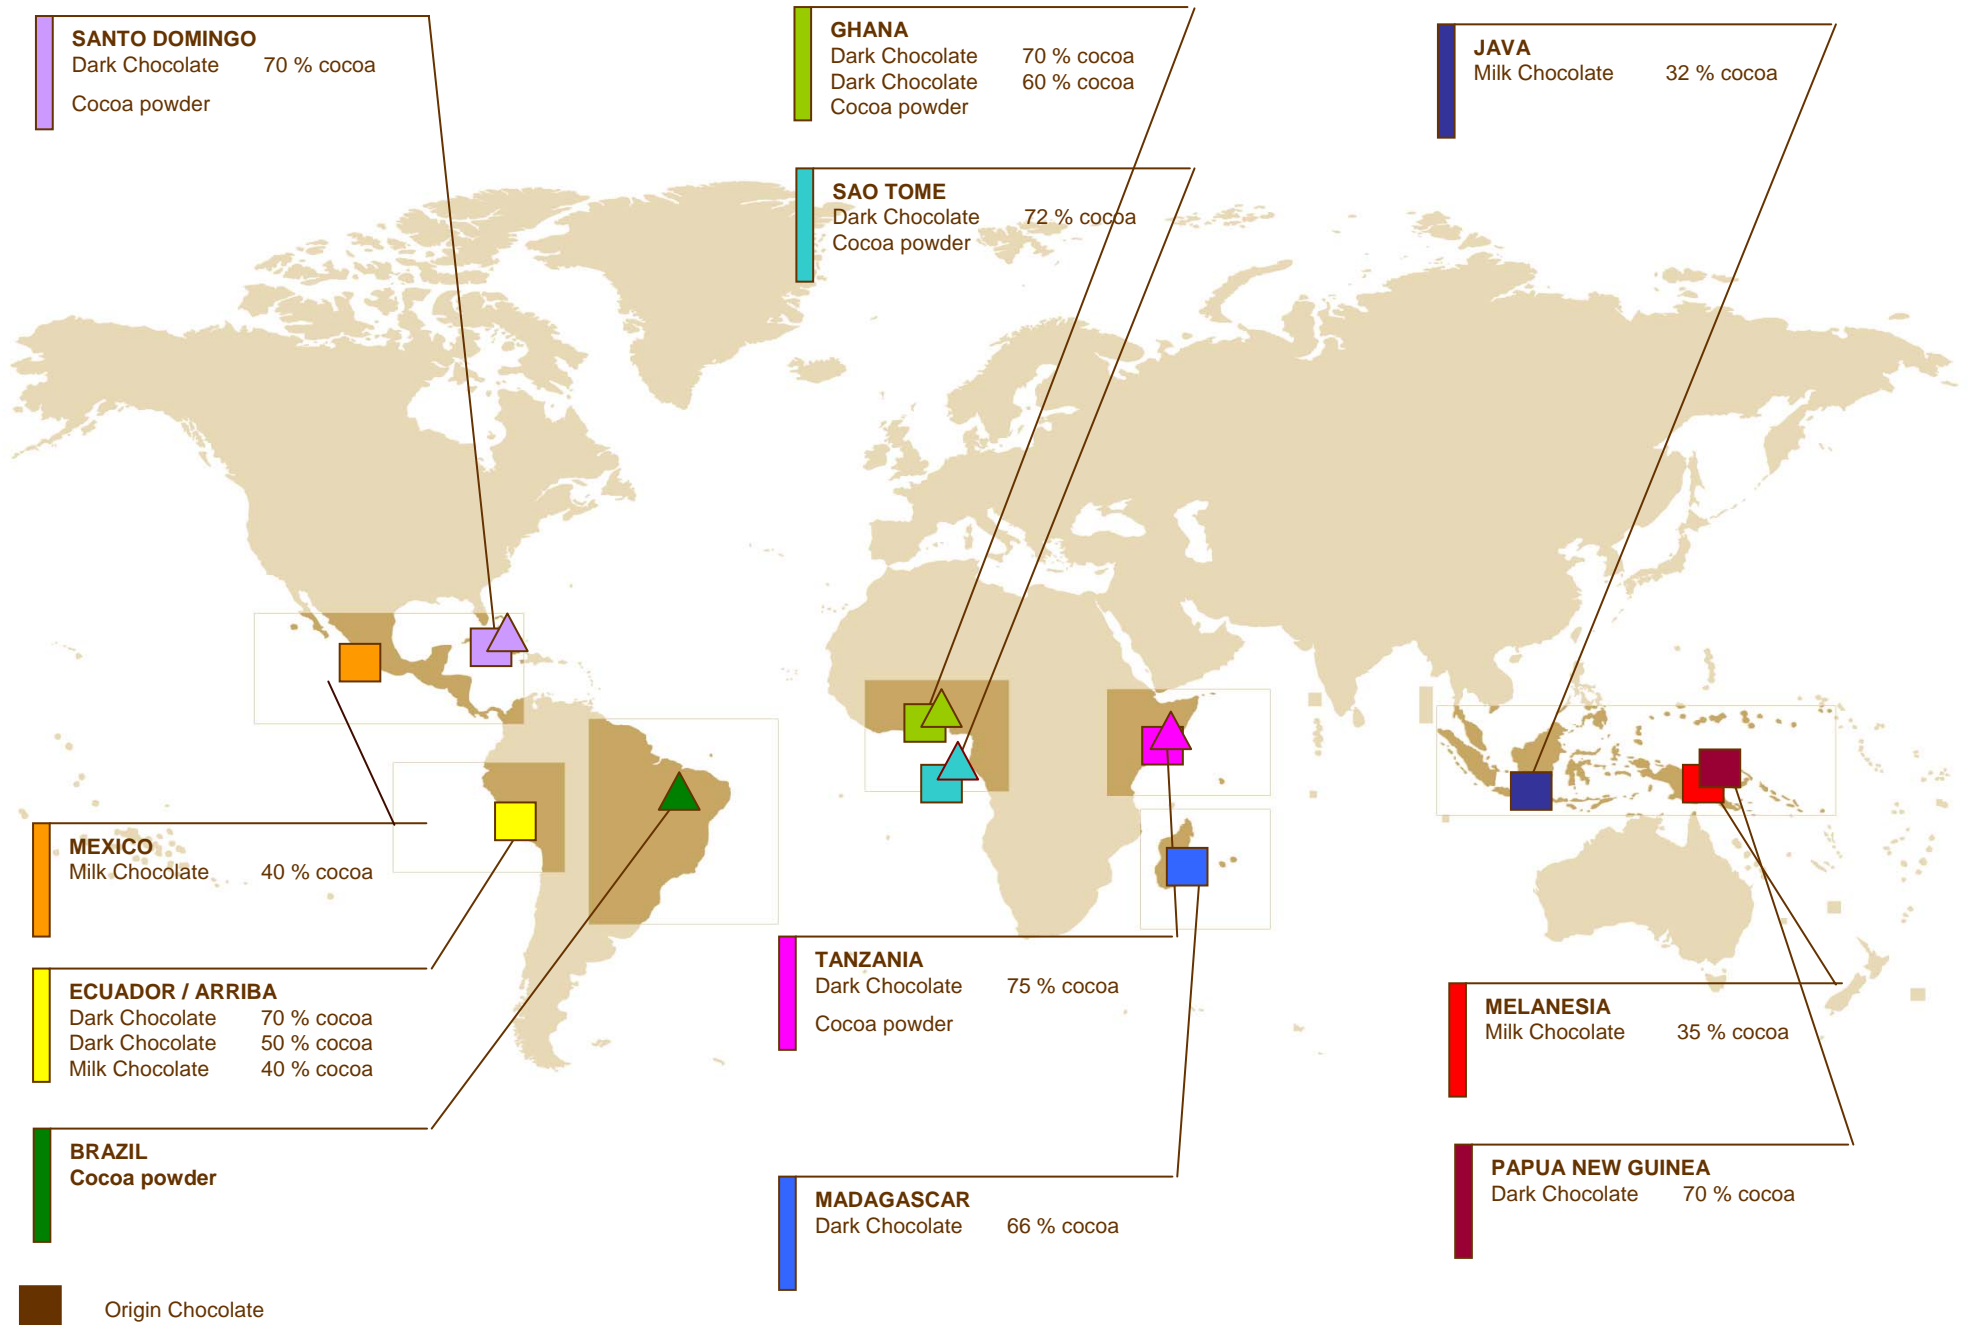 SANTO DOMINGO
Dark Chocolate 70 % cocoa
Cocoa powder
GHANA
Dark Chocolate 70 % cocoa
Dark Chocolate 60 % cocoa
Cocoa powder
JAVA
Milk Chocolate 32 % cocoa
SAO TOME
Dark Chocolate 72 % cocoa
Cocoa powder
MEXICO
Milk Chocolate 40 % cocoa
ECUADOR / ARRIBA
Dark Chocolate 70 % cocoa
Dark Chocolate 50 % cocoa
Milk Chocolate 40 % cocoa
BRAZIL
Cocoa powder
TANZANIA
Dark Chocolate 75 % cocoa
Cocoa powder
MADAGASCAR
Dark Chocolate 66 % cocoa
MELANESIA
Milk Chocolate 35 % cocoa
PAPUA NEW GUINEA
Dark Chocolate 70 % cocoa
Origin Chocolate